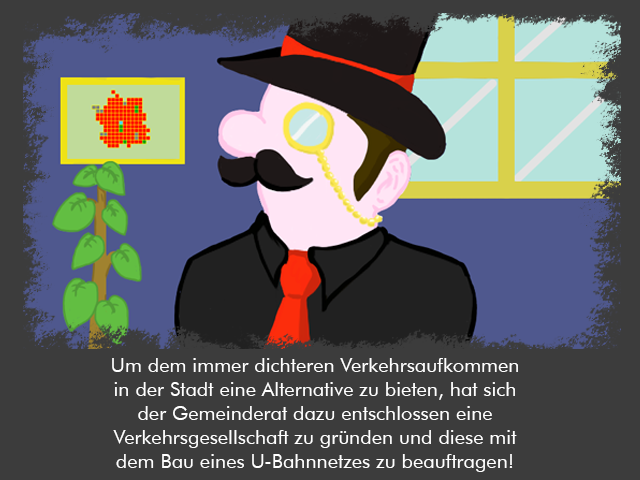 Um dem immer dichteren Verkehrsaufkommen
in der Stadt eine Alternative zu bieten, hat sich
der Gemeinderat dazu entschlossen eine
Verkehrsgesellschaft zu gründen und diese mit
dem Bau eines U-Bahnnetzes zu beauftragen!